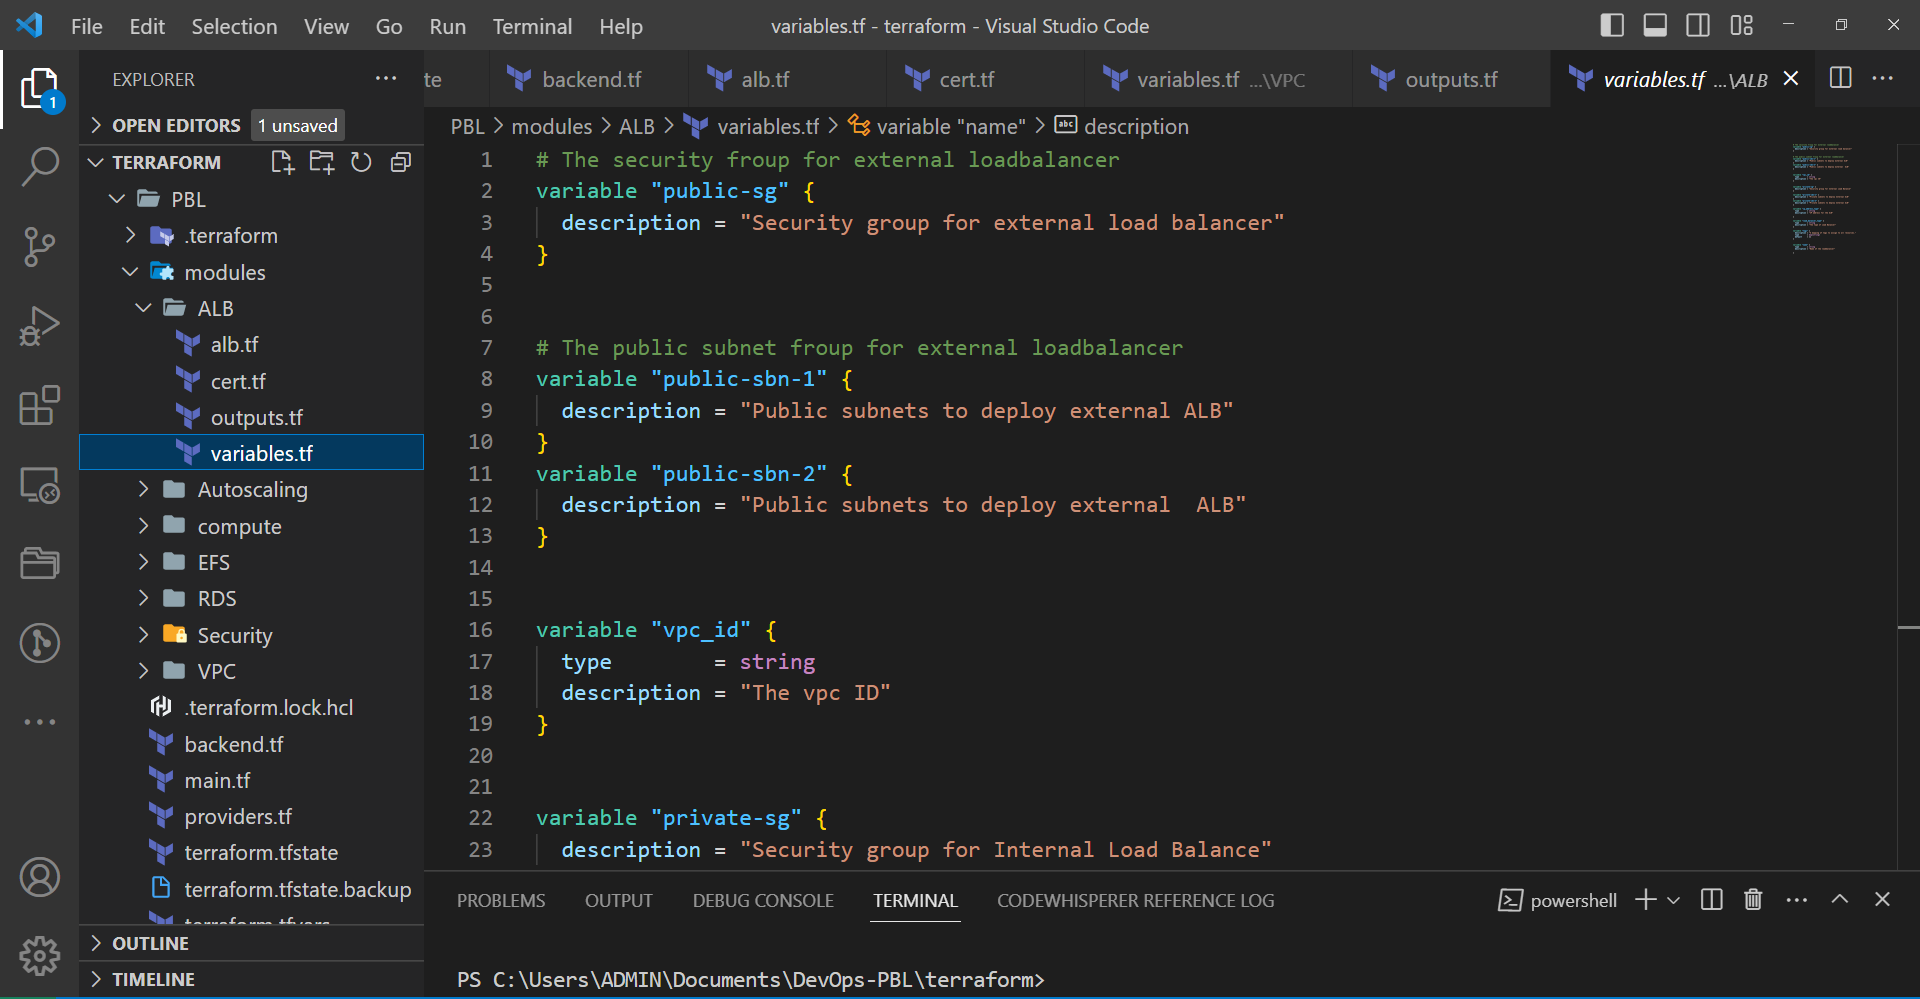 File Edit Selection View Go Run Terminal Help variables.tf - terraform - Visual Studio Code
EXPLORER
te backend.tf alb.tf cert.tf variables.tf ...\VPC outputs.tf variables.tf ...\ALB
1
OPEN EDITORS 1 unsaved
PBL > modules > ALB > variables.tf > variable "name" > abc description
TERRAFORM
PBL
.terraform
modules
ALB
alb.tf
cert.tf
outputs.tf
variables.tf
Autoscaling
compute
EFS
RDS
Security
VPC
.terraform.lock.hcl
backend.tf
main.tf
providers.tf
terraform.tfstate
terraform.tfstate.backup
terraform.tfvars
OUTLINE
TIMELINE
1 # The security froup for external loadbalancer
2 variable "public-sg" {
3 description = "Security group for external load balancer"
4 }
5
6
7 # The public subnet froup for external loadbalancer
8 variable "public-sbn-1" {
9 description = "Public subnets to deploy external ALB"
10 }
11 variable "public-sbn-2" {
12 description = "Public subnets to deploy external  ALB"
13 }
14
15
16 variable "vpc_id" {
17 type        = string
18 description = "The vpc ID"
19 }
20
21
22 variable "private-sg" {
23 description = "Security group for Internal Load Balance"
PROBLEMS OUTPUT DEBUG CONSOLE TERMINAL CODEWHISPERER REFERENCE LOG powershell
PS C:\Users\ADMIN\Documents\DevOps-PBL\terraform>